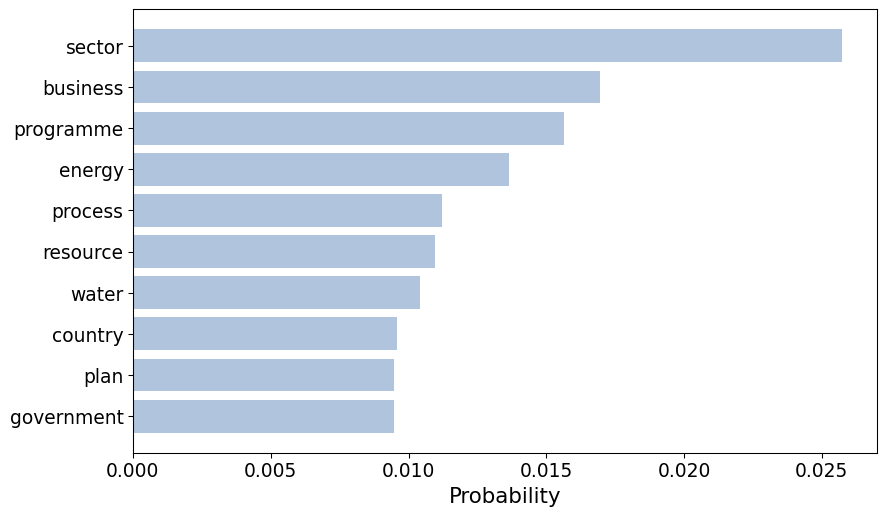 sector
business
programme
energy
process
resource
water
country
plan
government
0.000 0.005 0.010 0.015 0.020 0.025
Probability